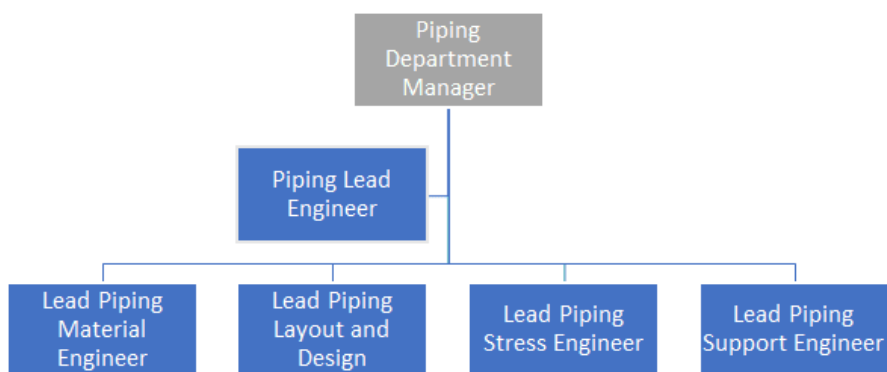 Piping
Department
Manager
Piping Lead
Engineer
Lead Piping
Material
Engineer
Lead Piping
Layout and
Design
Lead Piping
Stress Engineer
Lead Piping
Support Engineer